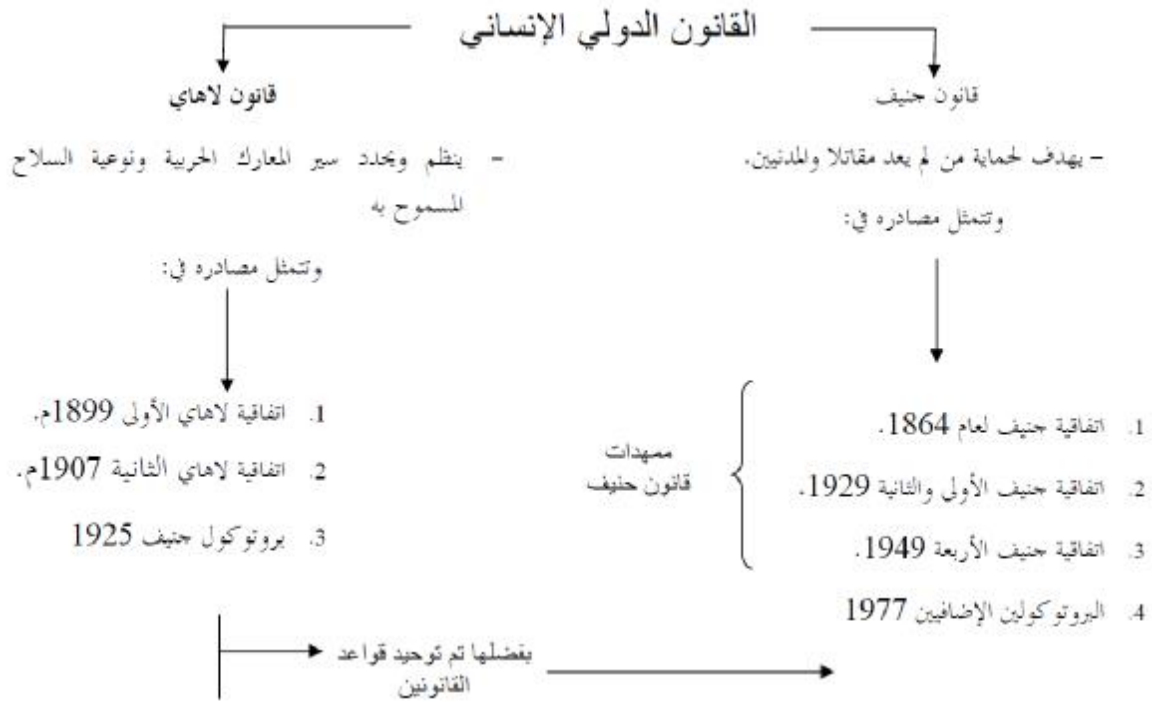 القانون الدولي الإنساني
قانون جنيف
- يهدف لحماية من لم يعد مقاتلا والمدنيين.
وتتمثل مصادره في:
1. اتفاقية جنيف لعام 1864.
2. اتفاقية جنيف الأولى والثانية 1929.
3. اتفاقية جنيف الأربعة 1949.
4. البروتوكولين الإضافيين 1977
ممهدات
قانون جنيف
قانون لاهاي
- ينظم ويحدد سير المعارك الحربية ونوعية السلاح
المسموح به
وتتمثل مصادره في:
1. اتفاقية لاهاي الأولى 1899م.
2. اتفاقية لاهاي الثانية 1907م.
3. بروتوكول جنيف 1925
بفضلها تم توحيد قواعد
القانونين